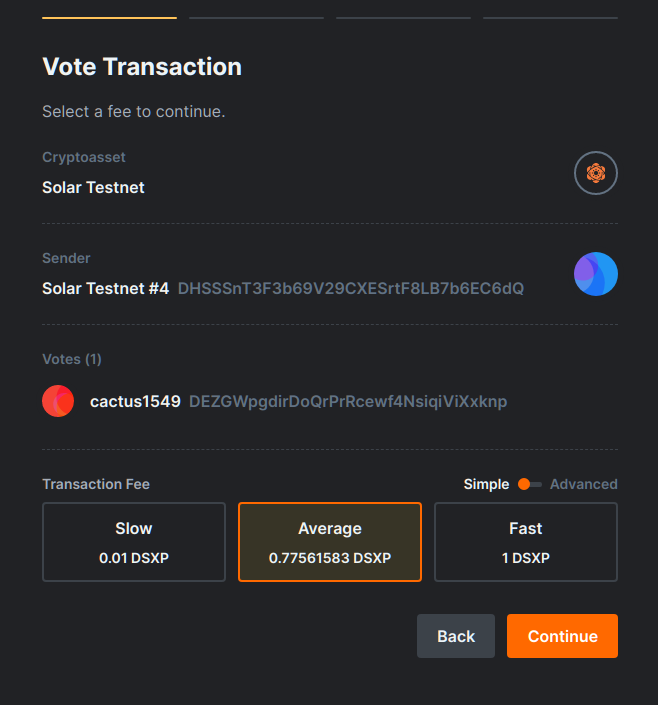 Vote Transaction
Select a fee to continue.
Cryptoasset
Solar Testnet
Sender
Solar Testnet #4 DHSSSnT3F3b69V29CXESrtF8LB7b6EC6dQ
Votes (1)
cactus1549 DEZGWpgdirDoQrPrRcewf4NsiqiViXxknp
Transaction Fee Simple Advanced
Slow Average Fast
0.01 DSXP 0.77561583 DSXP 1 DSXP
Back Continue